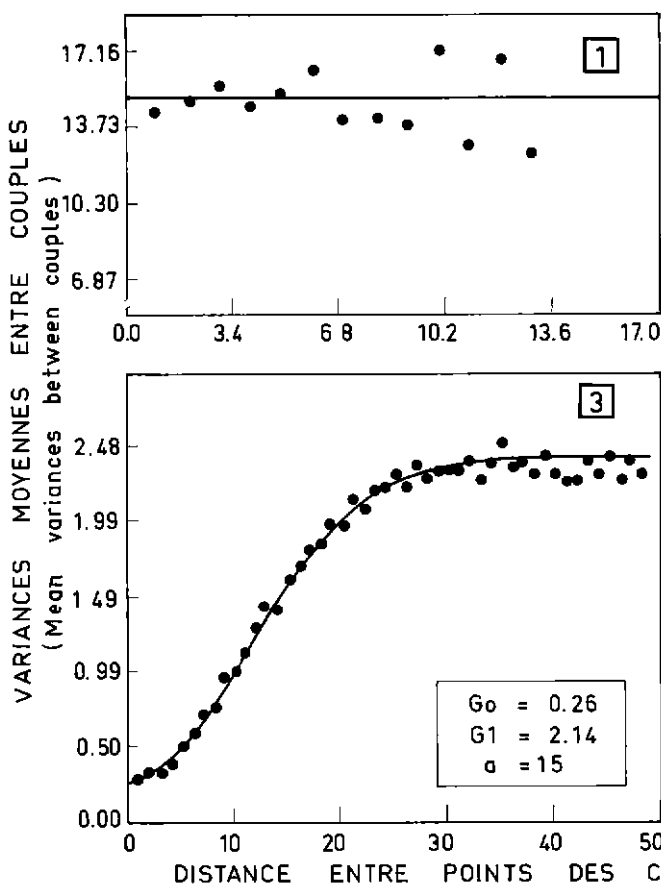 VARIANCES MOYENNES ENTRE COUPLES
(Mean variances between couples)
1
17.16
13.73
10.30
6.87
0.0 3.4 6 8 10.2 13.6 17.0
3
2.48
1.99
1.49
0.99
0.50
0.00
Go = 0.26
G1 = 2.14
a = 15
0 10 20 30 40 50
DISTANCE ENTRE POINTS DES C